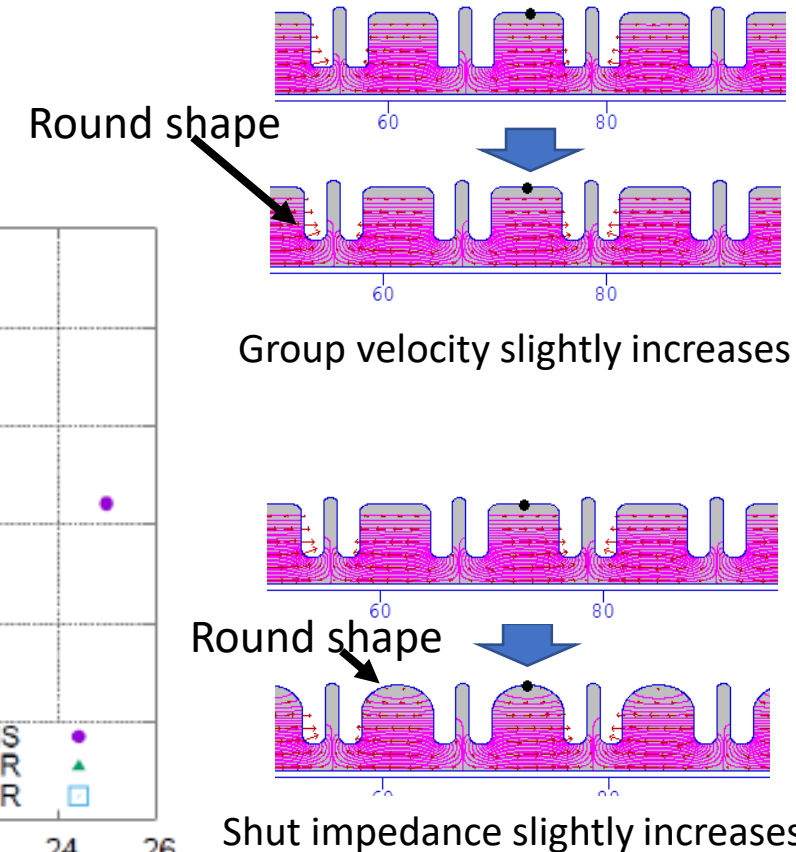 60 80
Round shape
60 80
Group velocity slightly increases
60 80
Round shape
S
R
R
Shut impedance slightly increases
24 26